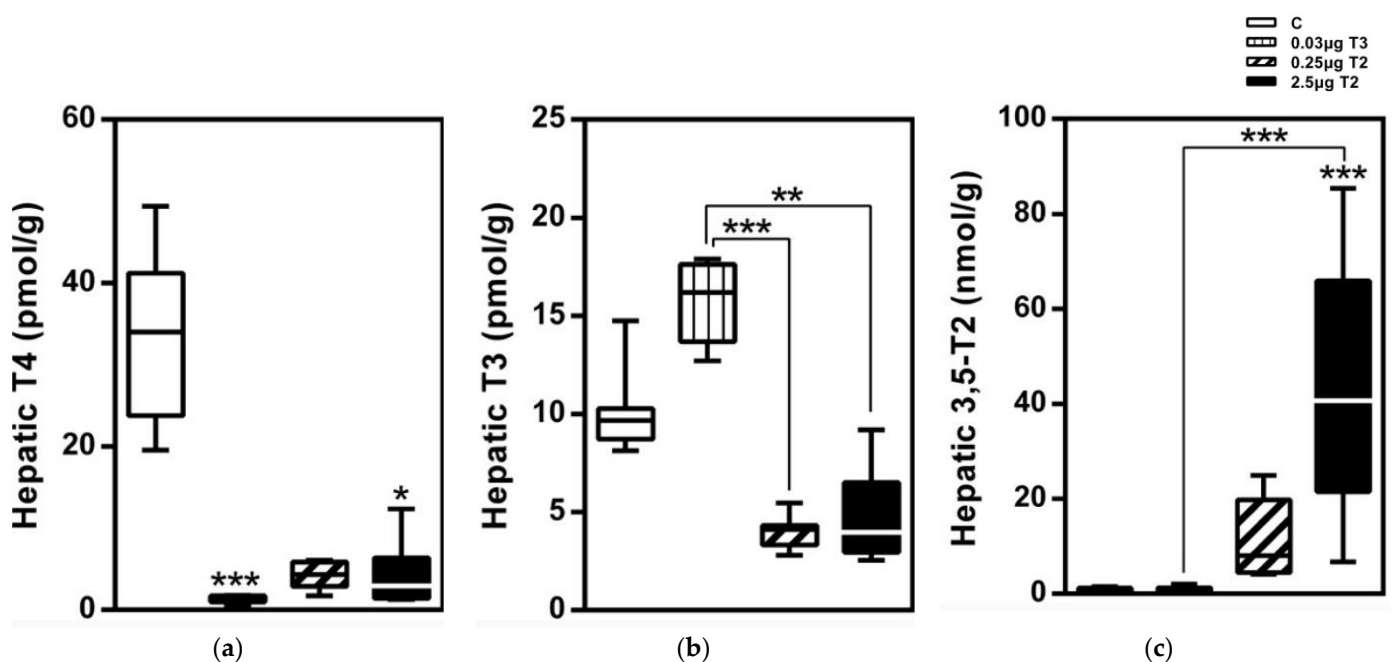 C
0.03µg T3
0.25µg T2
2.5µg T2
Hepatic T4 (pmol/g)
60
40
20
0
***
*
(a)
Hepatic T3 (pmol/g)
25
20
15
10
5
0
**
***
(b)
Hepatic 3,5-T2 (nmol/g)
100
80
60
40
20
0
***
***
(c)